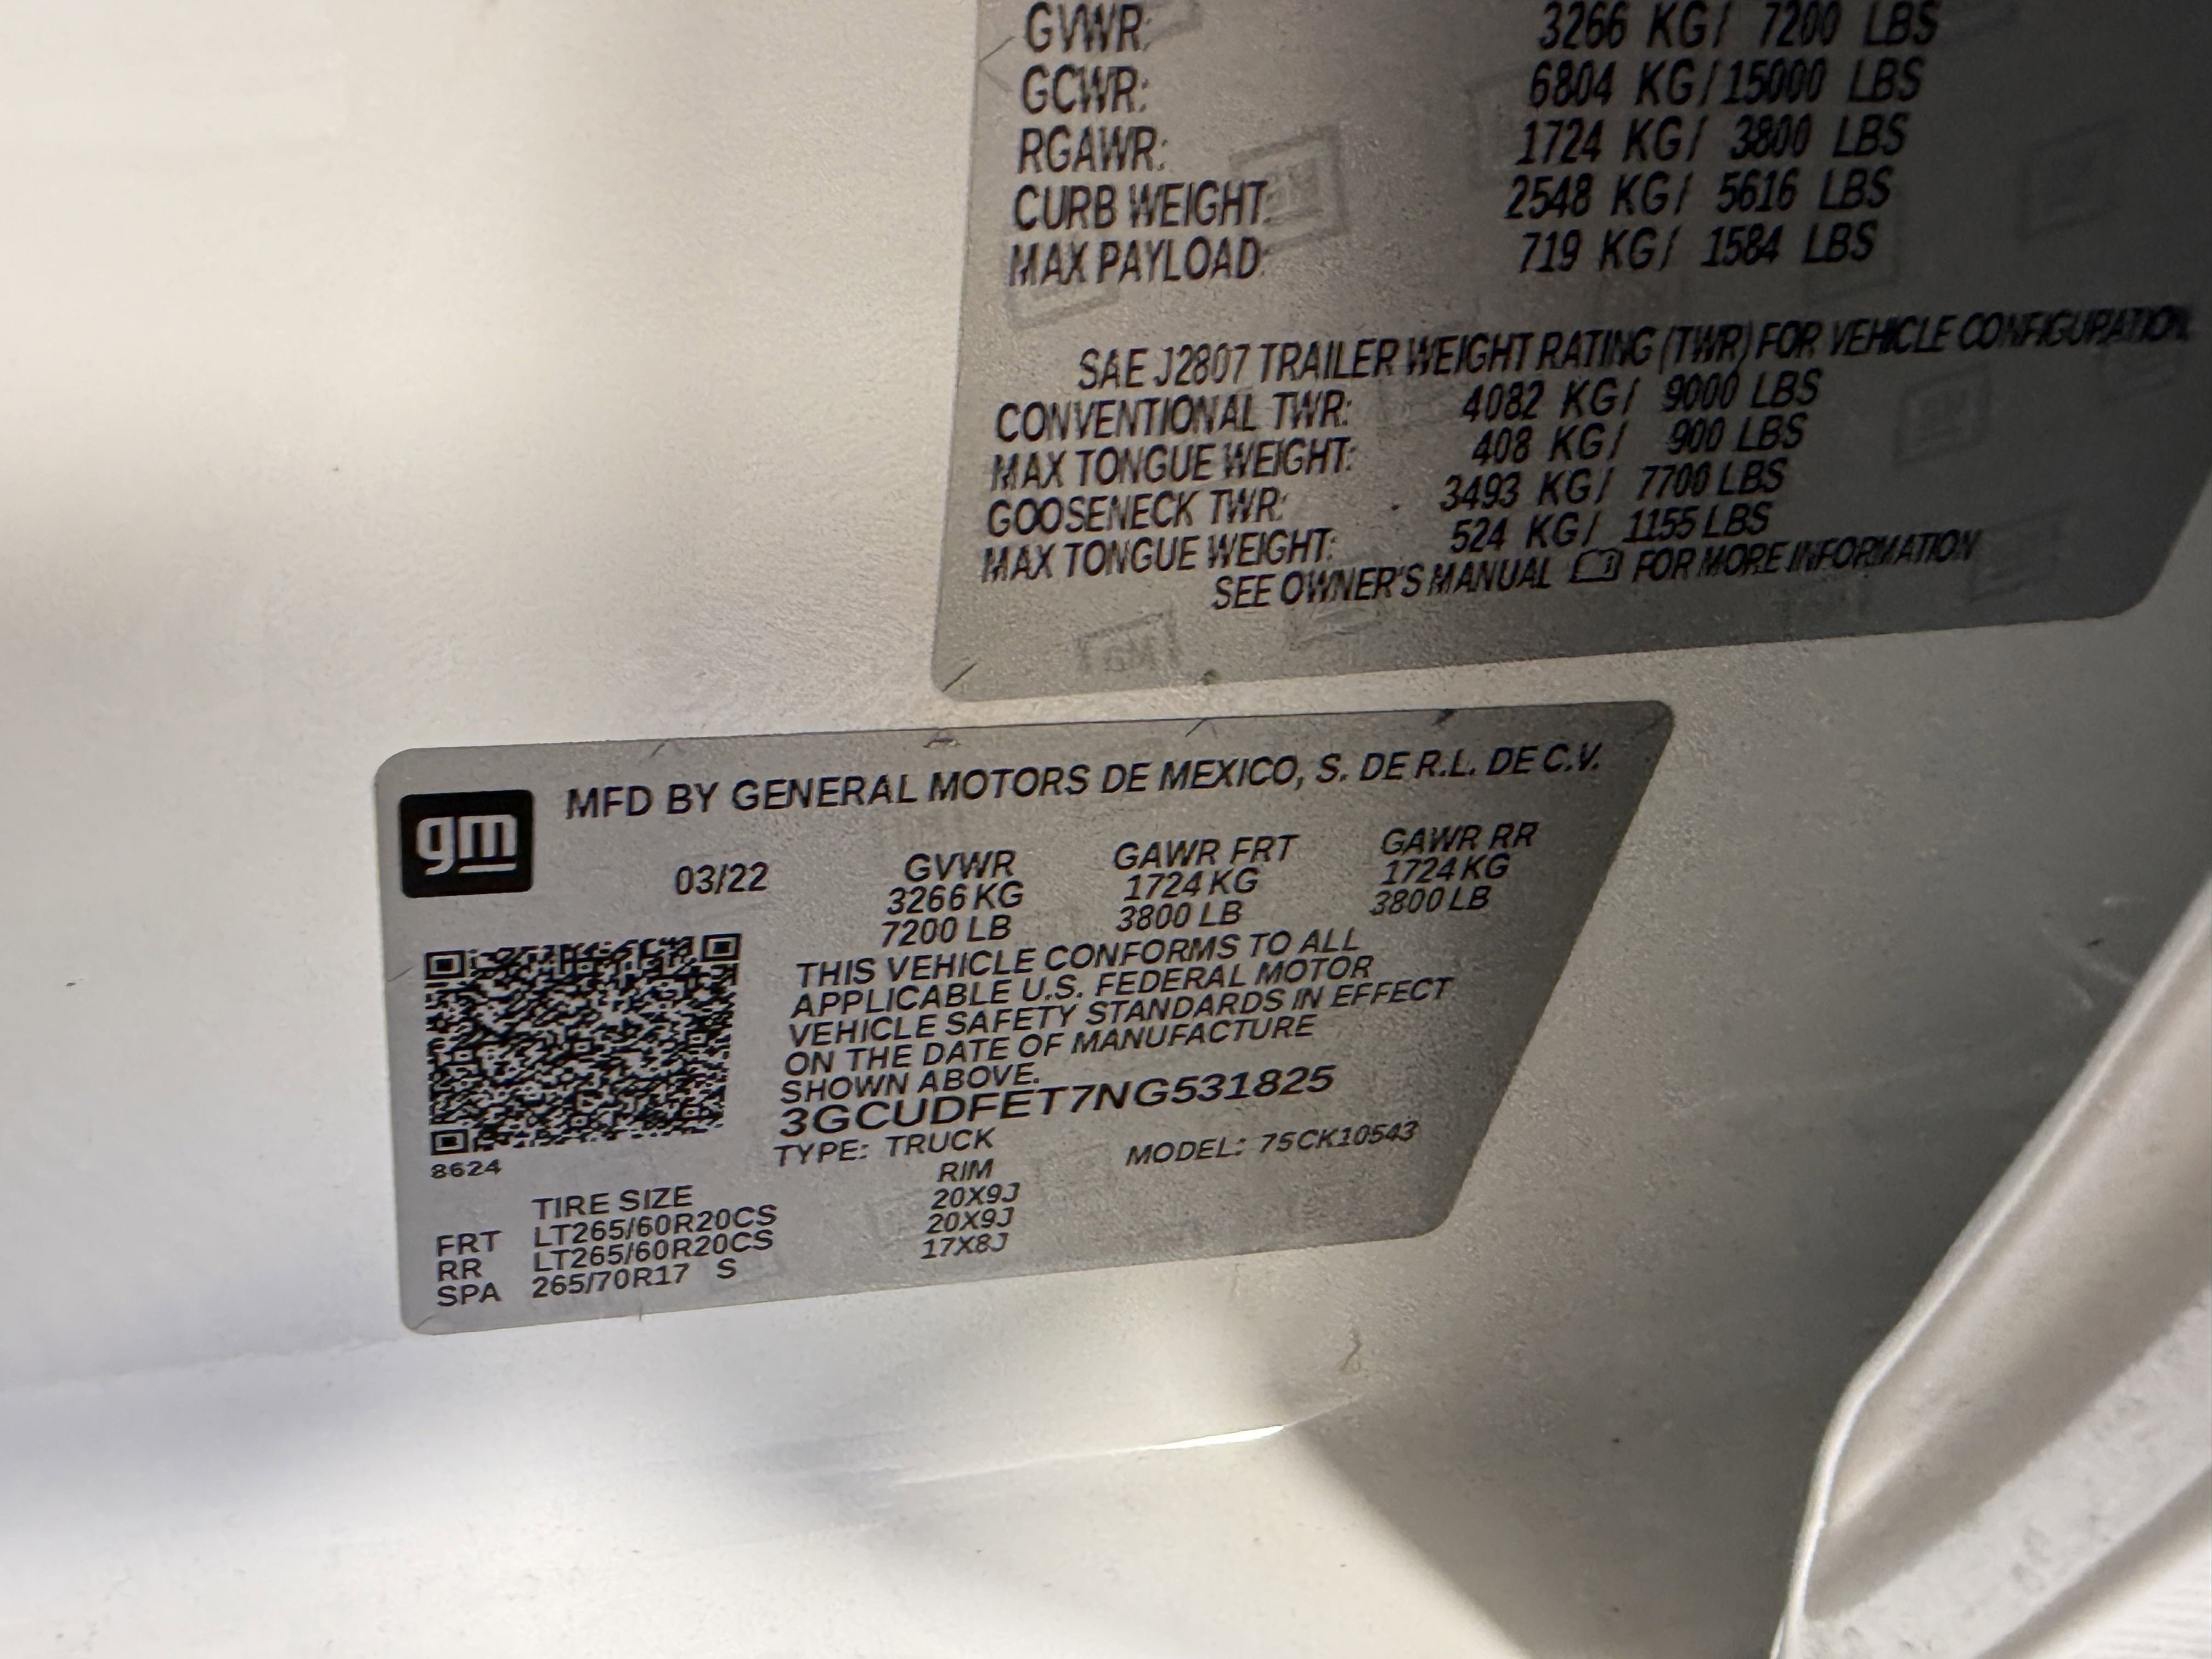 GVWR: 3266 KG/ 7200 LBS
GCWR: 6804 KG/15000 LBS
RGAWR: 1724 KG/ 3800 LBS
CURB WEIGHT: 2548 KG/ 5616 LBS
MAX PAYLOAD: 719 KG/ 1584 LBS
SAE J2807 TRAILER WEIGHT RATING (TWR) FOR VEHICLE CONFIGURATION
CONVENTIONAL TWR: 4082 KG/ 9000 LBS
MAX TONGUE WEIGHT: 408 KG/ 900 LBS
GOOSENECK TWR: 3493 KG/ 7700 LBS
MAX TONGUE WEIGHT: 524 KG/ 1155 LBS
SEE OWNER'S MANUAL FOR MORE INFORMATION
gm
MFD BY GENERAL MOTORS DE MEXICO, S. DE R.L. DE C.V.
03/22 GVWR GAWR FRT GAWR RR
3266 KG 1724 KG 1724 KG
7200 LB 3800 LB 3800 LB
THIS VEHICLE CONFORMS TO ALL
APPLICABLE U.S. FEDERAL MOTOR
VEHICLE SAFETY STANDARDS IN EFFECT
ON THE DATE OF MANUFACTURE
SHOWN ABOVE.
3GCUDFET7NG531825
TYPE: TRUCK MODEL: 75CK10543
8624
TIRE SIZE RIM
FRT LT265/60R20CS 20X9J
RR LT265/60R20CS 20X9J
SPA 265/70R17 S 17X8J